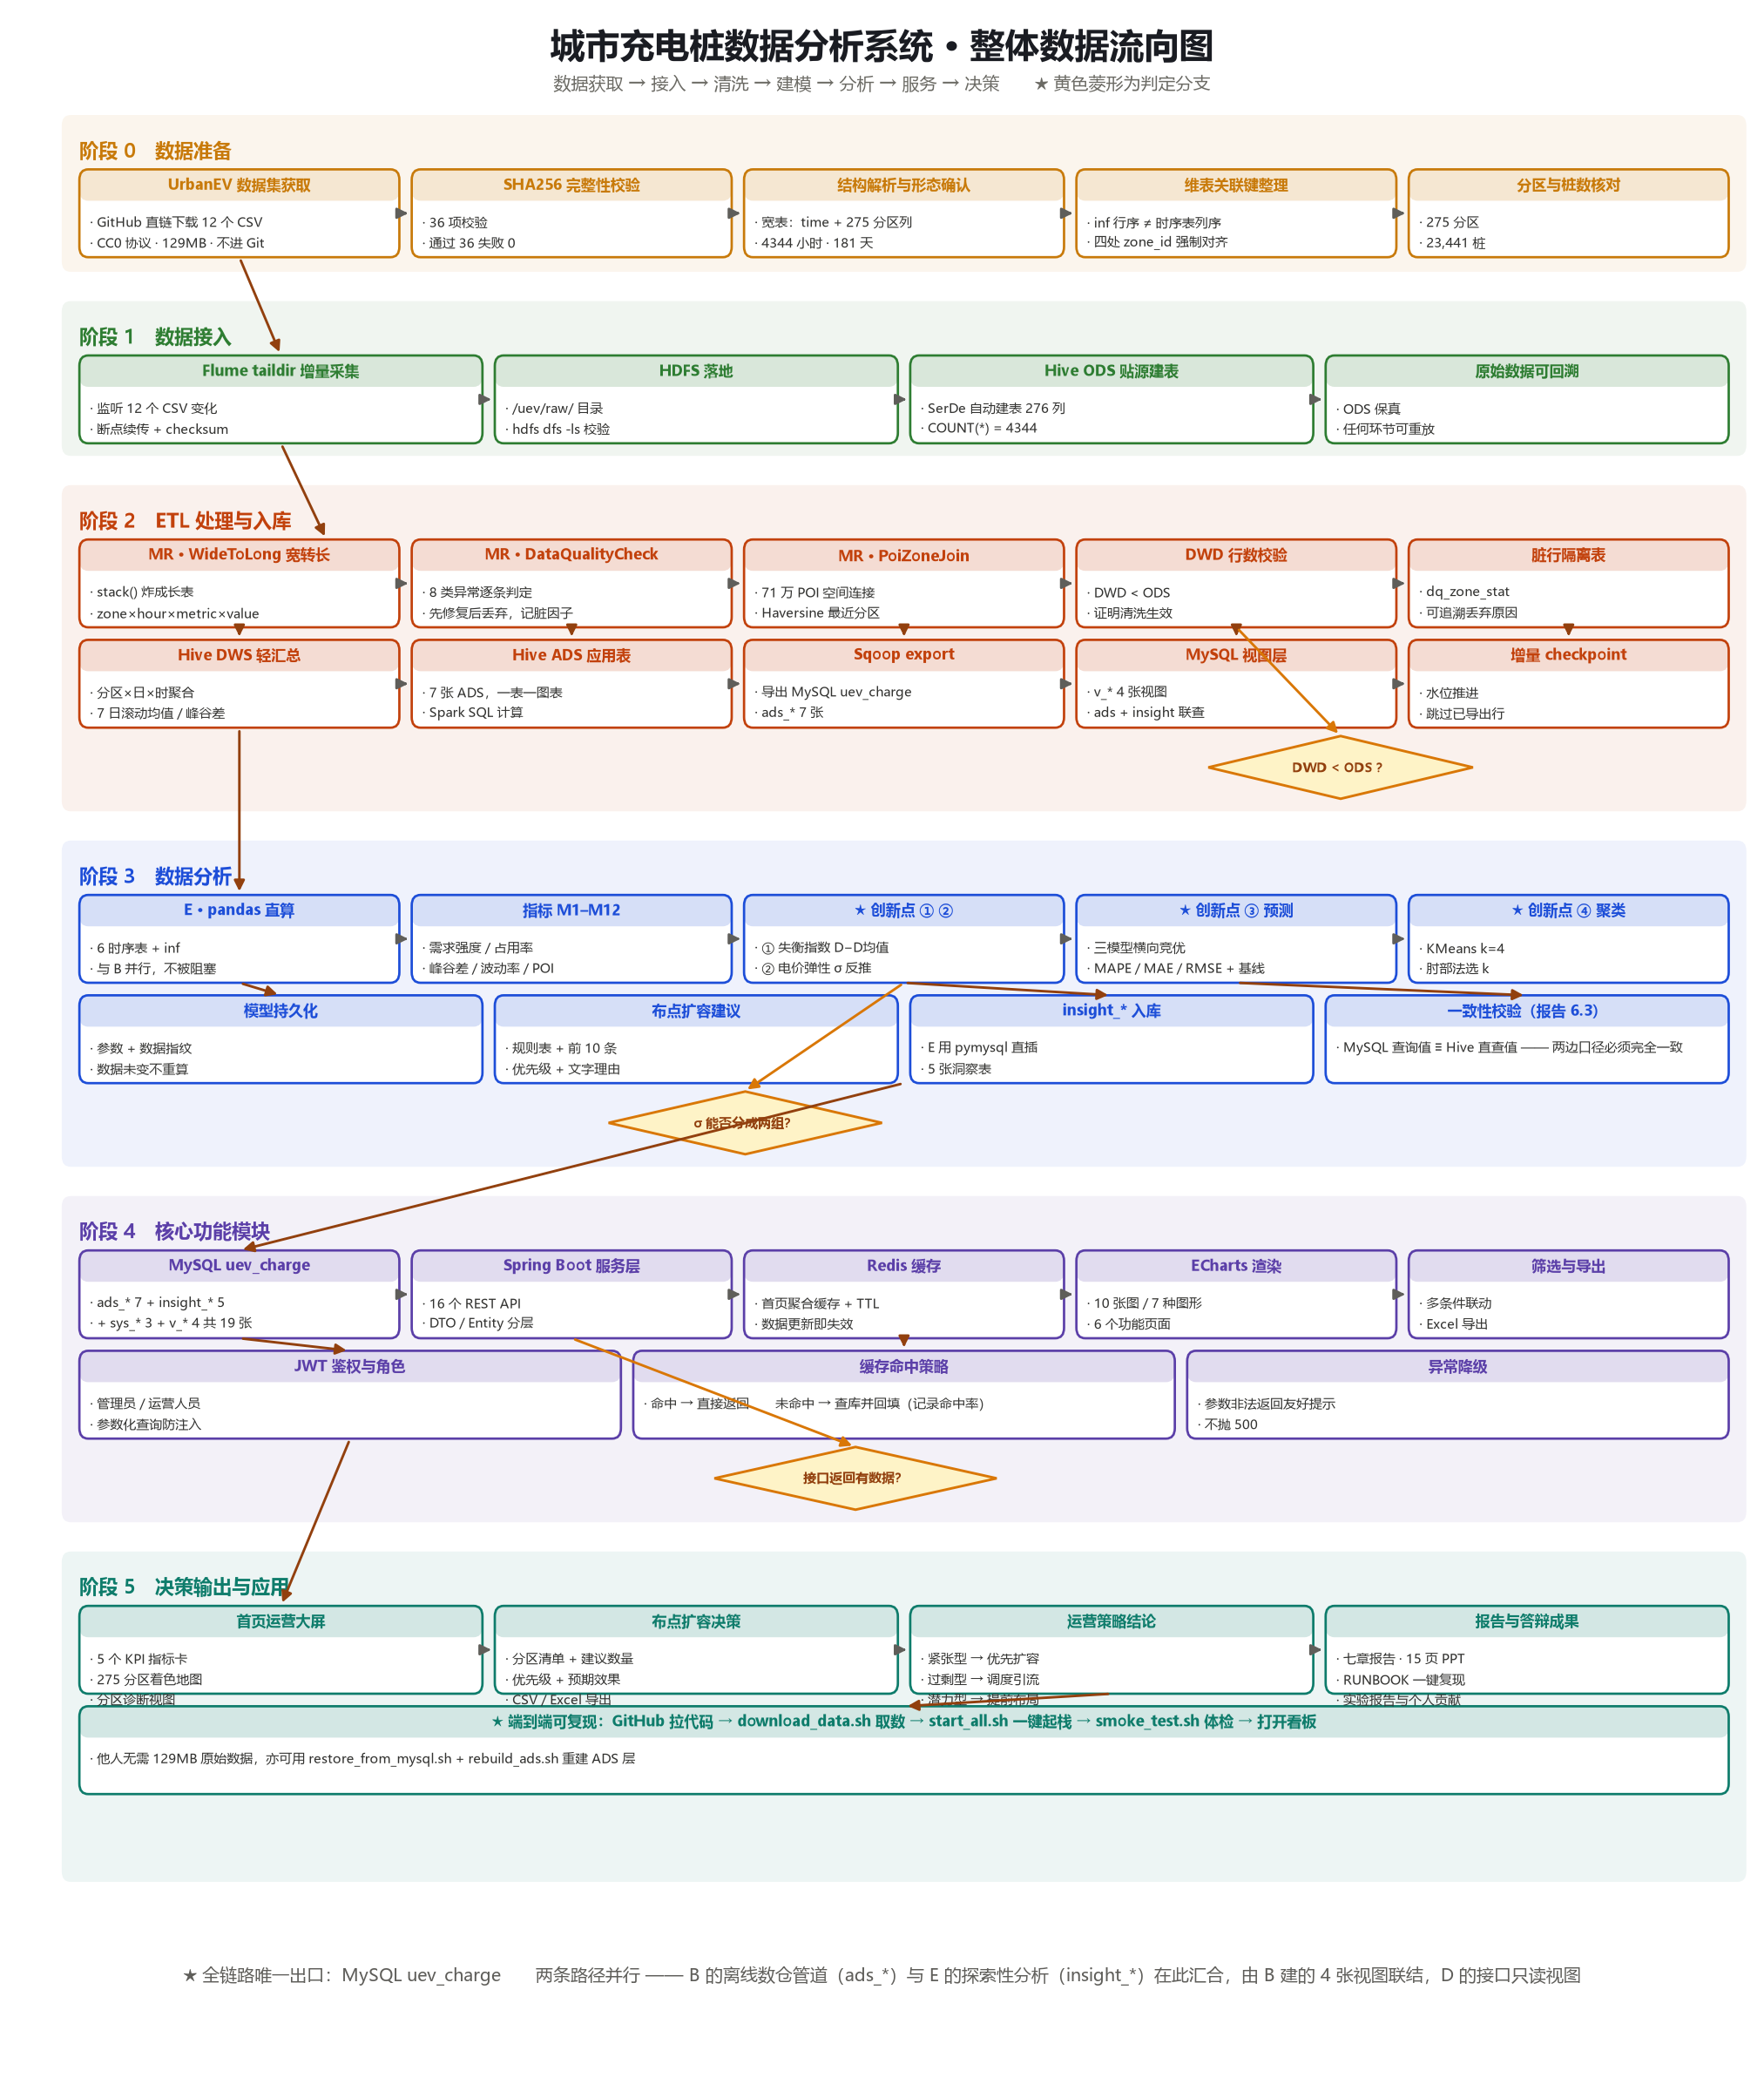 城市充电桩数据分析系统 • 整体数据流向图
数据获取 → 接入 → 清洗 → 建模 → 分析 → 服务 → 决策 ★ 黄色菱形为判定分支
阶段 0 数据准备
UrbanEV 数据集获取
· GitHub 直链下载 12 个 CSV
· CC0 协议 · 129MB · 不进 Git
SHA256 完整性校验
· 36 项校验
· 通过 36 失败 0
结构解析与形态确认
· 宽表：time + 275 分区列
· 4344 小时 · 181 天
维表关联键整理
· inf 行序 ≠ 时序表列序
· 四处 zone_id 强制对齐
分区与桩数核对
· 275 分区
· 23,441 桩
阶段 1 数据接入
Flume taildir 增量采集
· 监听 12 个 CSV 变化
· 断点续传 + checksum
HDFS 落地
· /uev/raw/ 目录
· hdfs dfs -ls 校验
Hive ODS 贴源建表
· SerDe 自动建表 276 列
· COUNT(*) = 4344
原始数据可回溯
· ODS 保真
· 任何环节可重放
阶段 2 ETL 处理与入库
MR • WideToLong 宽转长
· stack() 炸成长表
· zone×hour×metric×value
MR • DataQualityCheck
· 8 类异常逐条判定
· 先修复后丢弃，记脏因子
MR • PoiZoneJoin
· 71 万 POI 空间连接
· Haversine 最近分区
DWD 行数校验
· DWD < ODS
· 证明清洗生效
脏行隔离表
· dq_zone_stat
· 可追溯丢弃原因
Hive DWS 轻汇总
· 分区×日×时聚合
· 7 日滚动均值 / 峰谷差
Hive ADS 应用表
· 7 张 ADS，一表一图表
· Spark SQL 计算
Sqoop export
· 导出 MySQL uev_charge
· ads_* 7 张
MySQL 视图层
· v_* 4 张视图
· ads + insight 联查
增量 checkpoint
· 水位推进
· 跳过已导出行
DWD < ODS ?
阶段 3 数据分析
E • pandas 直算
· 6 时序表 + inf
· 与 B 并行，不被阻塞
指标 M1–M12
· 需求强度 / 占用率
· 峰谷差 / 波动率 / POI
★ 创新点 ① ②
· ① 失衡指数 D−D均值
· ② 电价弹性 σ 反推
★ 创新点 ③ 预测
· 三模型横向竞优
· MAPE / MAE / RMSE + 基线
★ 创新点 ④ 聚类
· KMeans k=4
· 肘部法选 k
模型持久化
· 参数 + 数据指纹
· 数据未变不重算
布点扩容建议
· 规则表 + 前 10 条
· 优先级 + 文字理由
insight_* 入库
· E 用 pymysql 直插
· 5 张洞察表
一致性校验（报告 6.3）
· MySQL 查询值 ≡ Hive 直查值 —— 两边口径必须完全一致
σ 能否分成两组?
阶段 4 核心功能模块
MySQL uev_charge
· ads_* 7 + insight_* 5
· + sys_* 3 + v_* 4 共 19 张
Spring Boot 服务层
· 16 个 REST API
· DTO / Entity 分层
Redis 缓存
· 首页聚合缓存 + TTL
· 数据更新即失效
ECharts 渲染
· 10 张图 / 7 种图形
· 6 个功能页面
筛选与导出
· 多条件联动
· Excel 导出
JWT 鉴权与角色
· 管理员 / 运营人员
· 参数化查询防注入
缓存命中策略
· 命中 → 直接返回 未命中 → 查库并回填（记录命中率）
异常降级
· 参数非法返回友好提示
· 不抛 500
接口返回有数据?
阶段 5 决策输出与应用
首页运营大屏
· 5 个 KPI 指标卡
· 275 分区着色地图
· 分区诊断视图
布点扩容决策
· 分区清单 + 建议数量
· 优先级 + 预期效果
· CSV / Excel 导出
运营策略结论
· 紧张型 → 优先扩容
· 过剩型 → 调度引流
· 潜力型 → 提前布局
报告与答辩成果
· 七章报告 · 15 页 PPT
· RUNBOOK 一键复现
· 实验报告与个人贡献
★ 端到端可复现：GitHub 拉代码 → download_data.sh 取数 → start_all.sh 一键起栈 → smoke_test.sh 体检 → 打开看板
· 他人无需 129MB 原始数据，亦可用 restore_from_mysql.sh + rebuild_ads.sh 重建 ADS 层
★ 全链路唯一出口：MySQL uev_charge 两条路径并行 —— B 的离线数仓管道（ads_*）与 E 的探索性分析（insight_*）在此汇合，由 B 建的 4 张视图联结，D 的接口只读视图